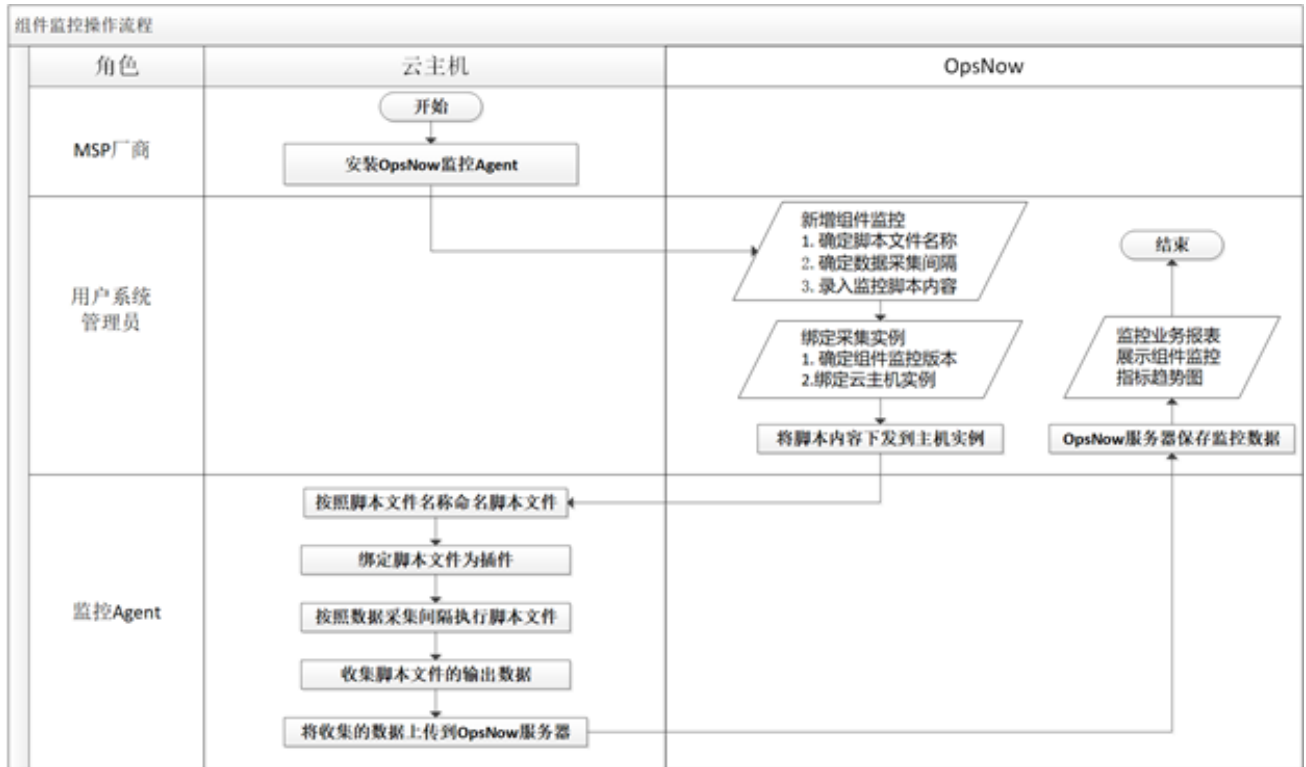 组件监控操作流程
角色
云主机
OpsNow
MSP厂商
开始
安装OpsNow监控Agent
用户系统
管理员
新增组件监控
1. 确定脚本文件名称
2. 确定数据采集间隔
3. 录入监控脚本内容
绑定采集实例
1. 确定组件监控版本
2.绑定云主机实例
将脚本内容下发到主机实例
结束
监控业务报表
展示组件监控
指标趋势图
OpsNow服务器保存监控数据
监控Agent
按照脚本文件名称命名脚本文件
绑定脚本文件为插件
按照数据采集间隔执行脚本文件
收集脚本文件的输出数据
将收集的数据上传到OpsNow服务器